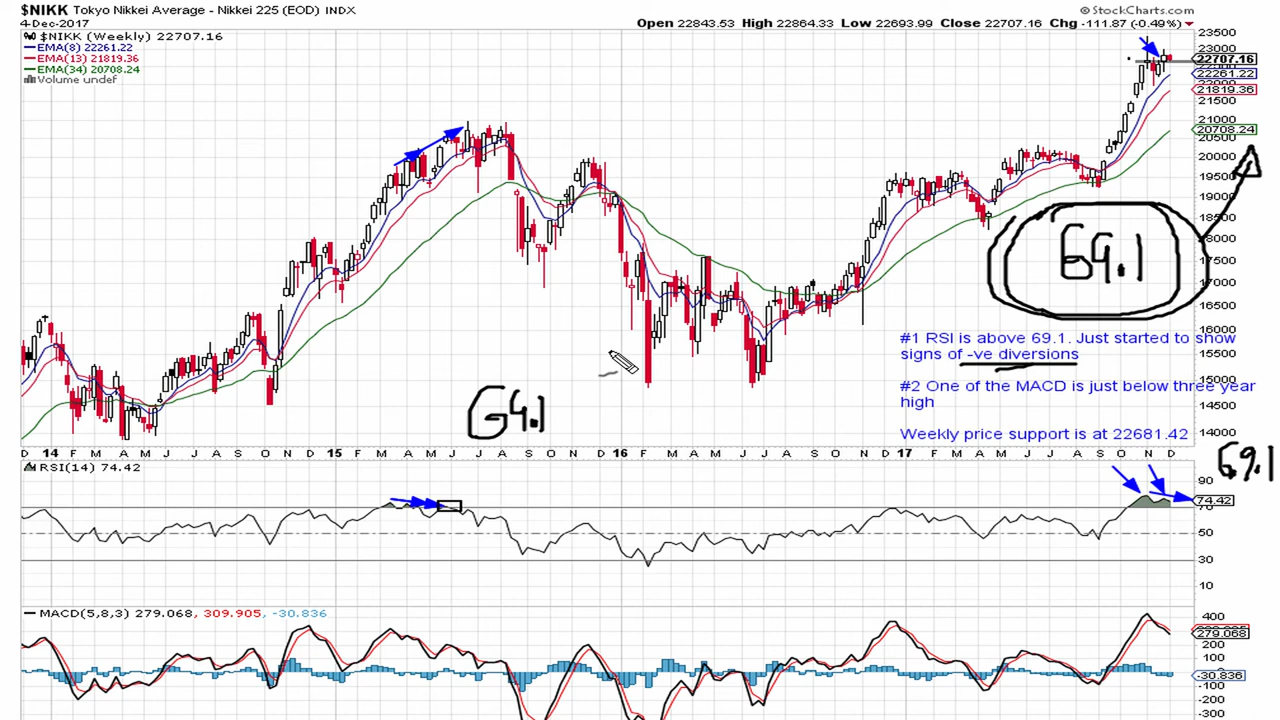 $NIKK Tokyo Nikkei Average - Nikkei 225 (EOD) INDX
© StockCharts.com
4-Dec-2017
Open 22843.53 High 22864.33 Low 22693.99 Close 22707.16 Chg -111.87 (-0.49%)
$NIKK (Weekly) 22707.16
EMA(8) 22261.22
EMA(13) 21819.36
EMA(34) 20708.24
Volume undef
23500
23000
22707.16
22261.22
21819.36
21500
21000
20708.24
20000
19500
19000
18500
18000
17500
17000
16500
16000
15500
15000
14500
14000
69.1
#1 RSI is above 69.1. Just started to show
signs of -ve diversions
#2 One of the MACD is just below three year
high
Weekly price support is at 22681.42
69.1
D 14 F M A M J J A S O N D 15 F M A M J J A S O N D 16 F M A M J J A S O N D 17 F M A M J J A S O N D
69.1
RSI(14) 74.42
90
74.42
70
50
30
10
MACD(5,8,3) 279.068, 309.905, -30.836
400
279.068
200
100
-30.836
-100
-200